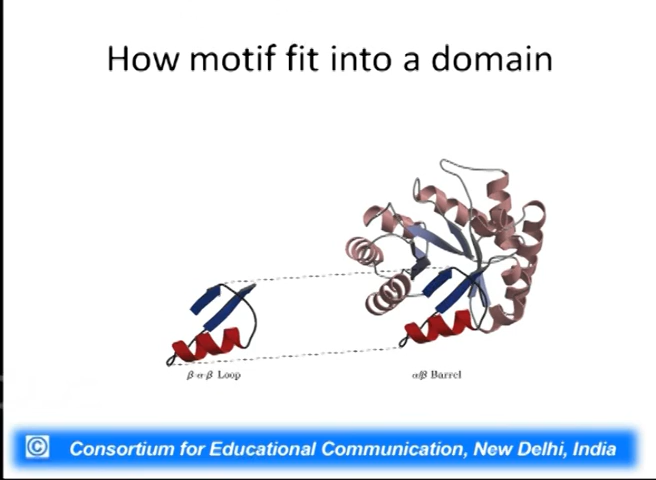 How motif fit into a domain
β-α-β Loop
α/β Barrel
© Consortium for Educational Communication, New Delhi, India